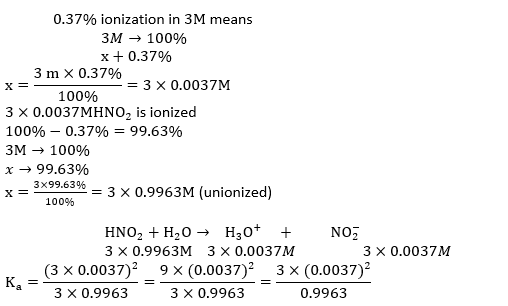 0.37% ionization in 3M means
3M → 100%
x + 0.37%
x = (3 m × 0.37%)/(100%) = 3 × 0.0037M
3 × 0.0037MHNO₂ is ionized
100% − 0.37% = 99.63%
3M → 100%
x → 99.63%
x = (3×99.63%)/(100%) = 3 × 0.9963M (unionized)
HNO₂ + H₂O → H₃O⁺ + NO₂⁻
3 × 0.9963M 3 × 0.0037M 3 × 0.0037M
Kₐ = (3 × 0.0037)²/(3 × 0.9963) = 9 × (0.0037)²/(3 × 0.9963) = 3 × (0.0037)²/(0.9963)